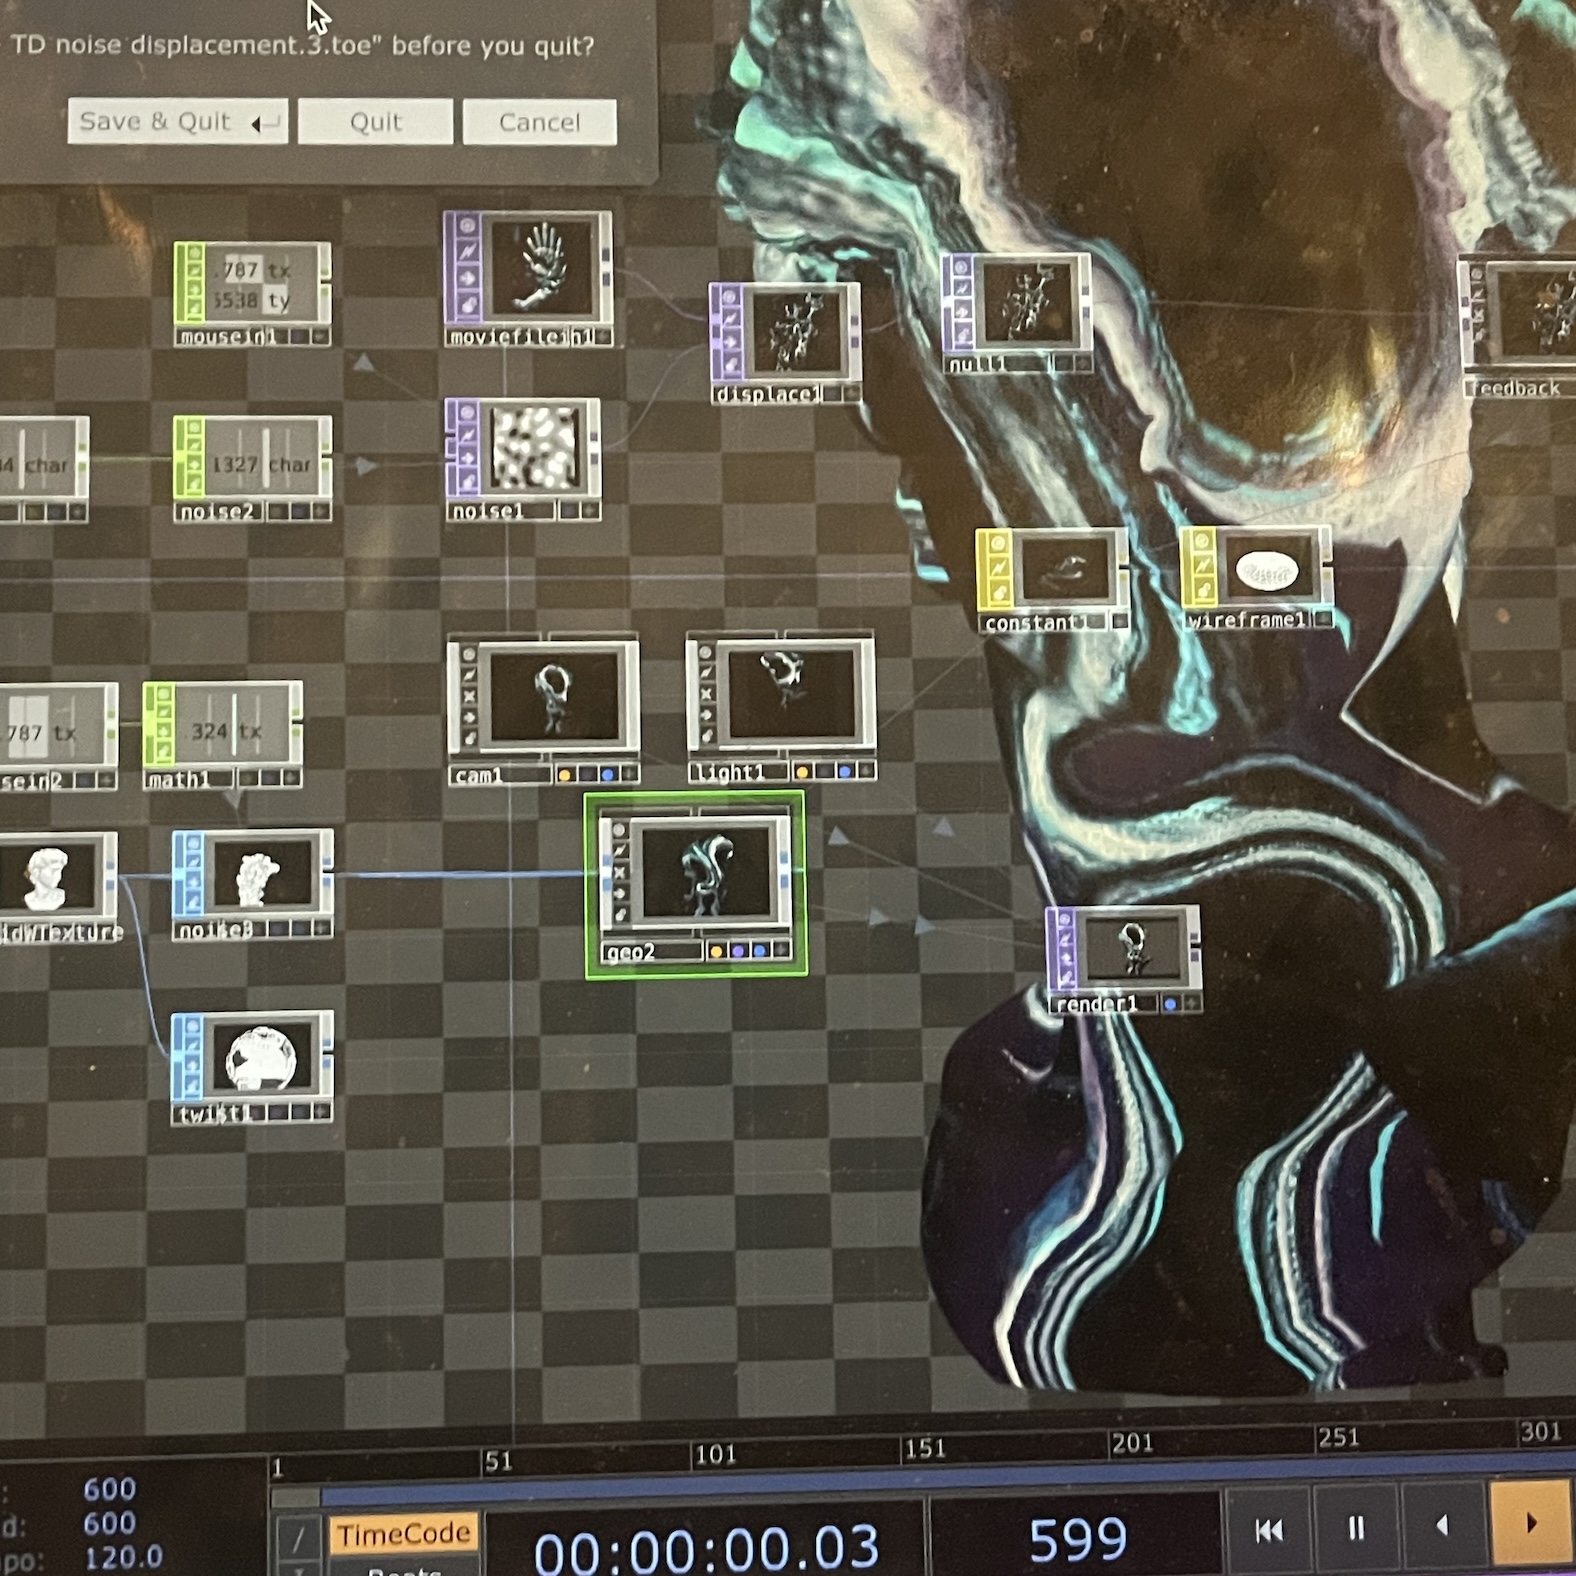 TD noise displacement.3.toe" before you quit?
Save & Quit
Quit
Cancel
.787 tx
5538 ty
mousein1
moviefilein1
displace1
null1
feedback
4 char
1327 char
noise2
noise1
constant1
wireframe1
787 tx
sein2
324 tx
math1
cam1
light1
idWTexture
noise3
geo2
render1
twist1
1
51
101
151
201
251
301
: 600
d: 600
po: 120.0
/
TimeCode
Beats
00:00:00.03
599